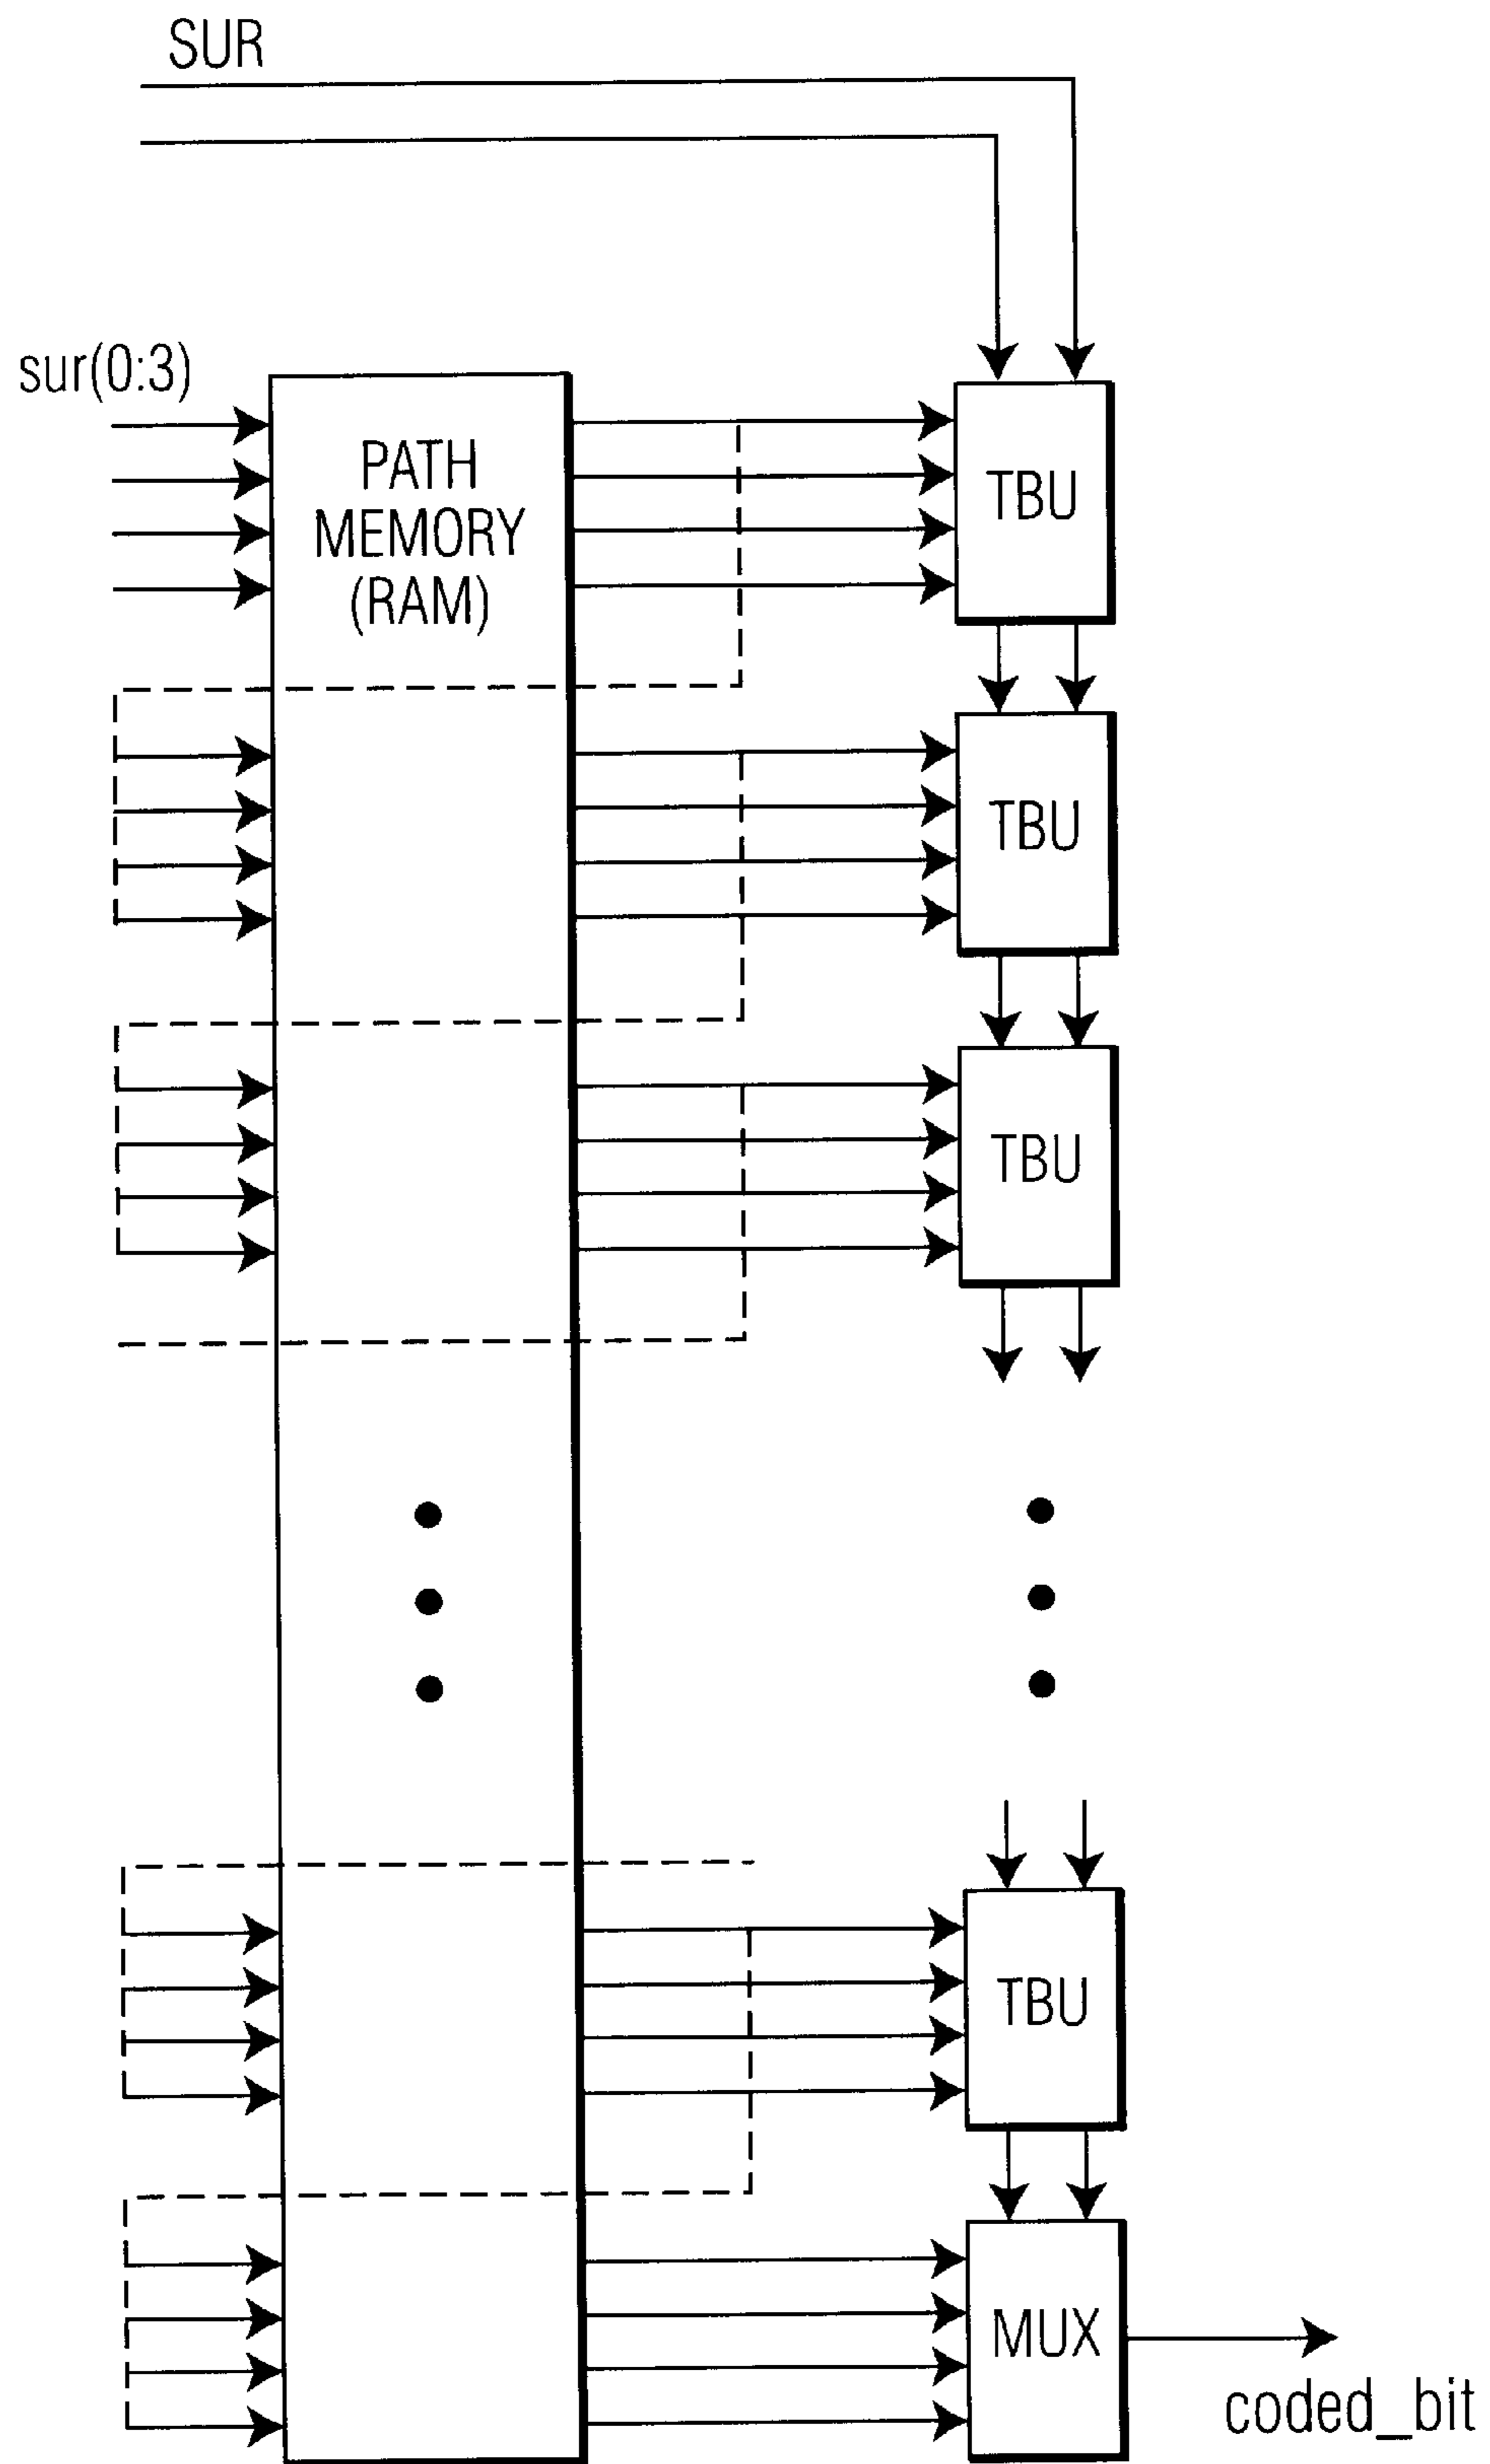 SUR
sur(0:3)
PATH
MEMORY
(RAM)
TBU
TBU
TBU
TBU
MUX
coded_bit